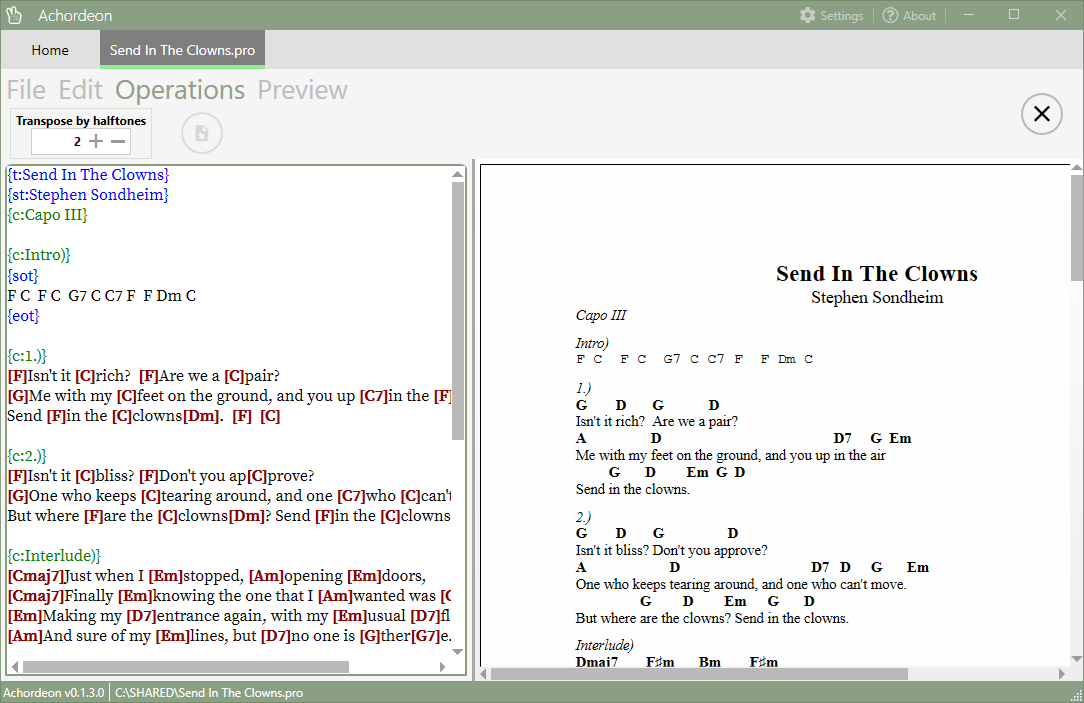 Achordeon
Settings
About
Home
Send In The Clowns.pro
File Edit Operations Preview
Transpose by halftones
2
{t:Send In The Clowns}
{st:Stephen Sondheim}
{c:Capo III}
{c:Intro)}
{sot}
F C  F C  G7 C C7 F  F Dm C
{eot}
{c:1.)}
[F]Isn't it [C]rich?  [F]Are we a [C]pair?
[G]Me with my [C]feet on the ground, and you up [C7]in the [F]
Send [F]in the [C]clowns[Dm].  [F]  [C]
{c:2.)}
[F]Isn't it [C]bliss? [F]Don't you ap[C]prove?
[G]One who keeps [C]tearing around, and one [C7]who [C]can't
But where [F]are the [C]clowns[Dm]? Send [F]in the [C]clowns
{c:Interlude)}
[Cmaj7]Just when I [Em]stopped, [Am]opening [Em]doors,
[Cmaj7]Finally [Em]knowing the one that I [Am]wanted was [
[Em]Making my [D7]entrance again, with my [Em]usual [D7]fl
[Am]And sure of my [Em]lines, but [D7]no one is [G]ther[G7]e.
Send In The Clowns
Stephen Sondheim
Capo III
Intro)
F C  F C  G7 C C7 F  F Dm C
1.)
G D G D
Isn't it rich?  Are we a pair?
A D D7 G Em
Me with my feet on the ground, and you up in the air
G D Em G D
Send in the clowns.
2.)
G D G D
Isn't it bliss? Don't you approve?
A D D7 D G Em
One who keeps tearing around, and one who can't move.
G D Em G D
But where are the clowns? Send in the clowns.
Interlude)
Dmaj7 F♯m Bm F♯m
Achordeon v0.1.3.0
C:\SHARED\Send In The Clowns.pro